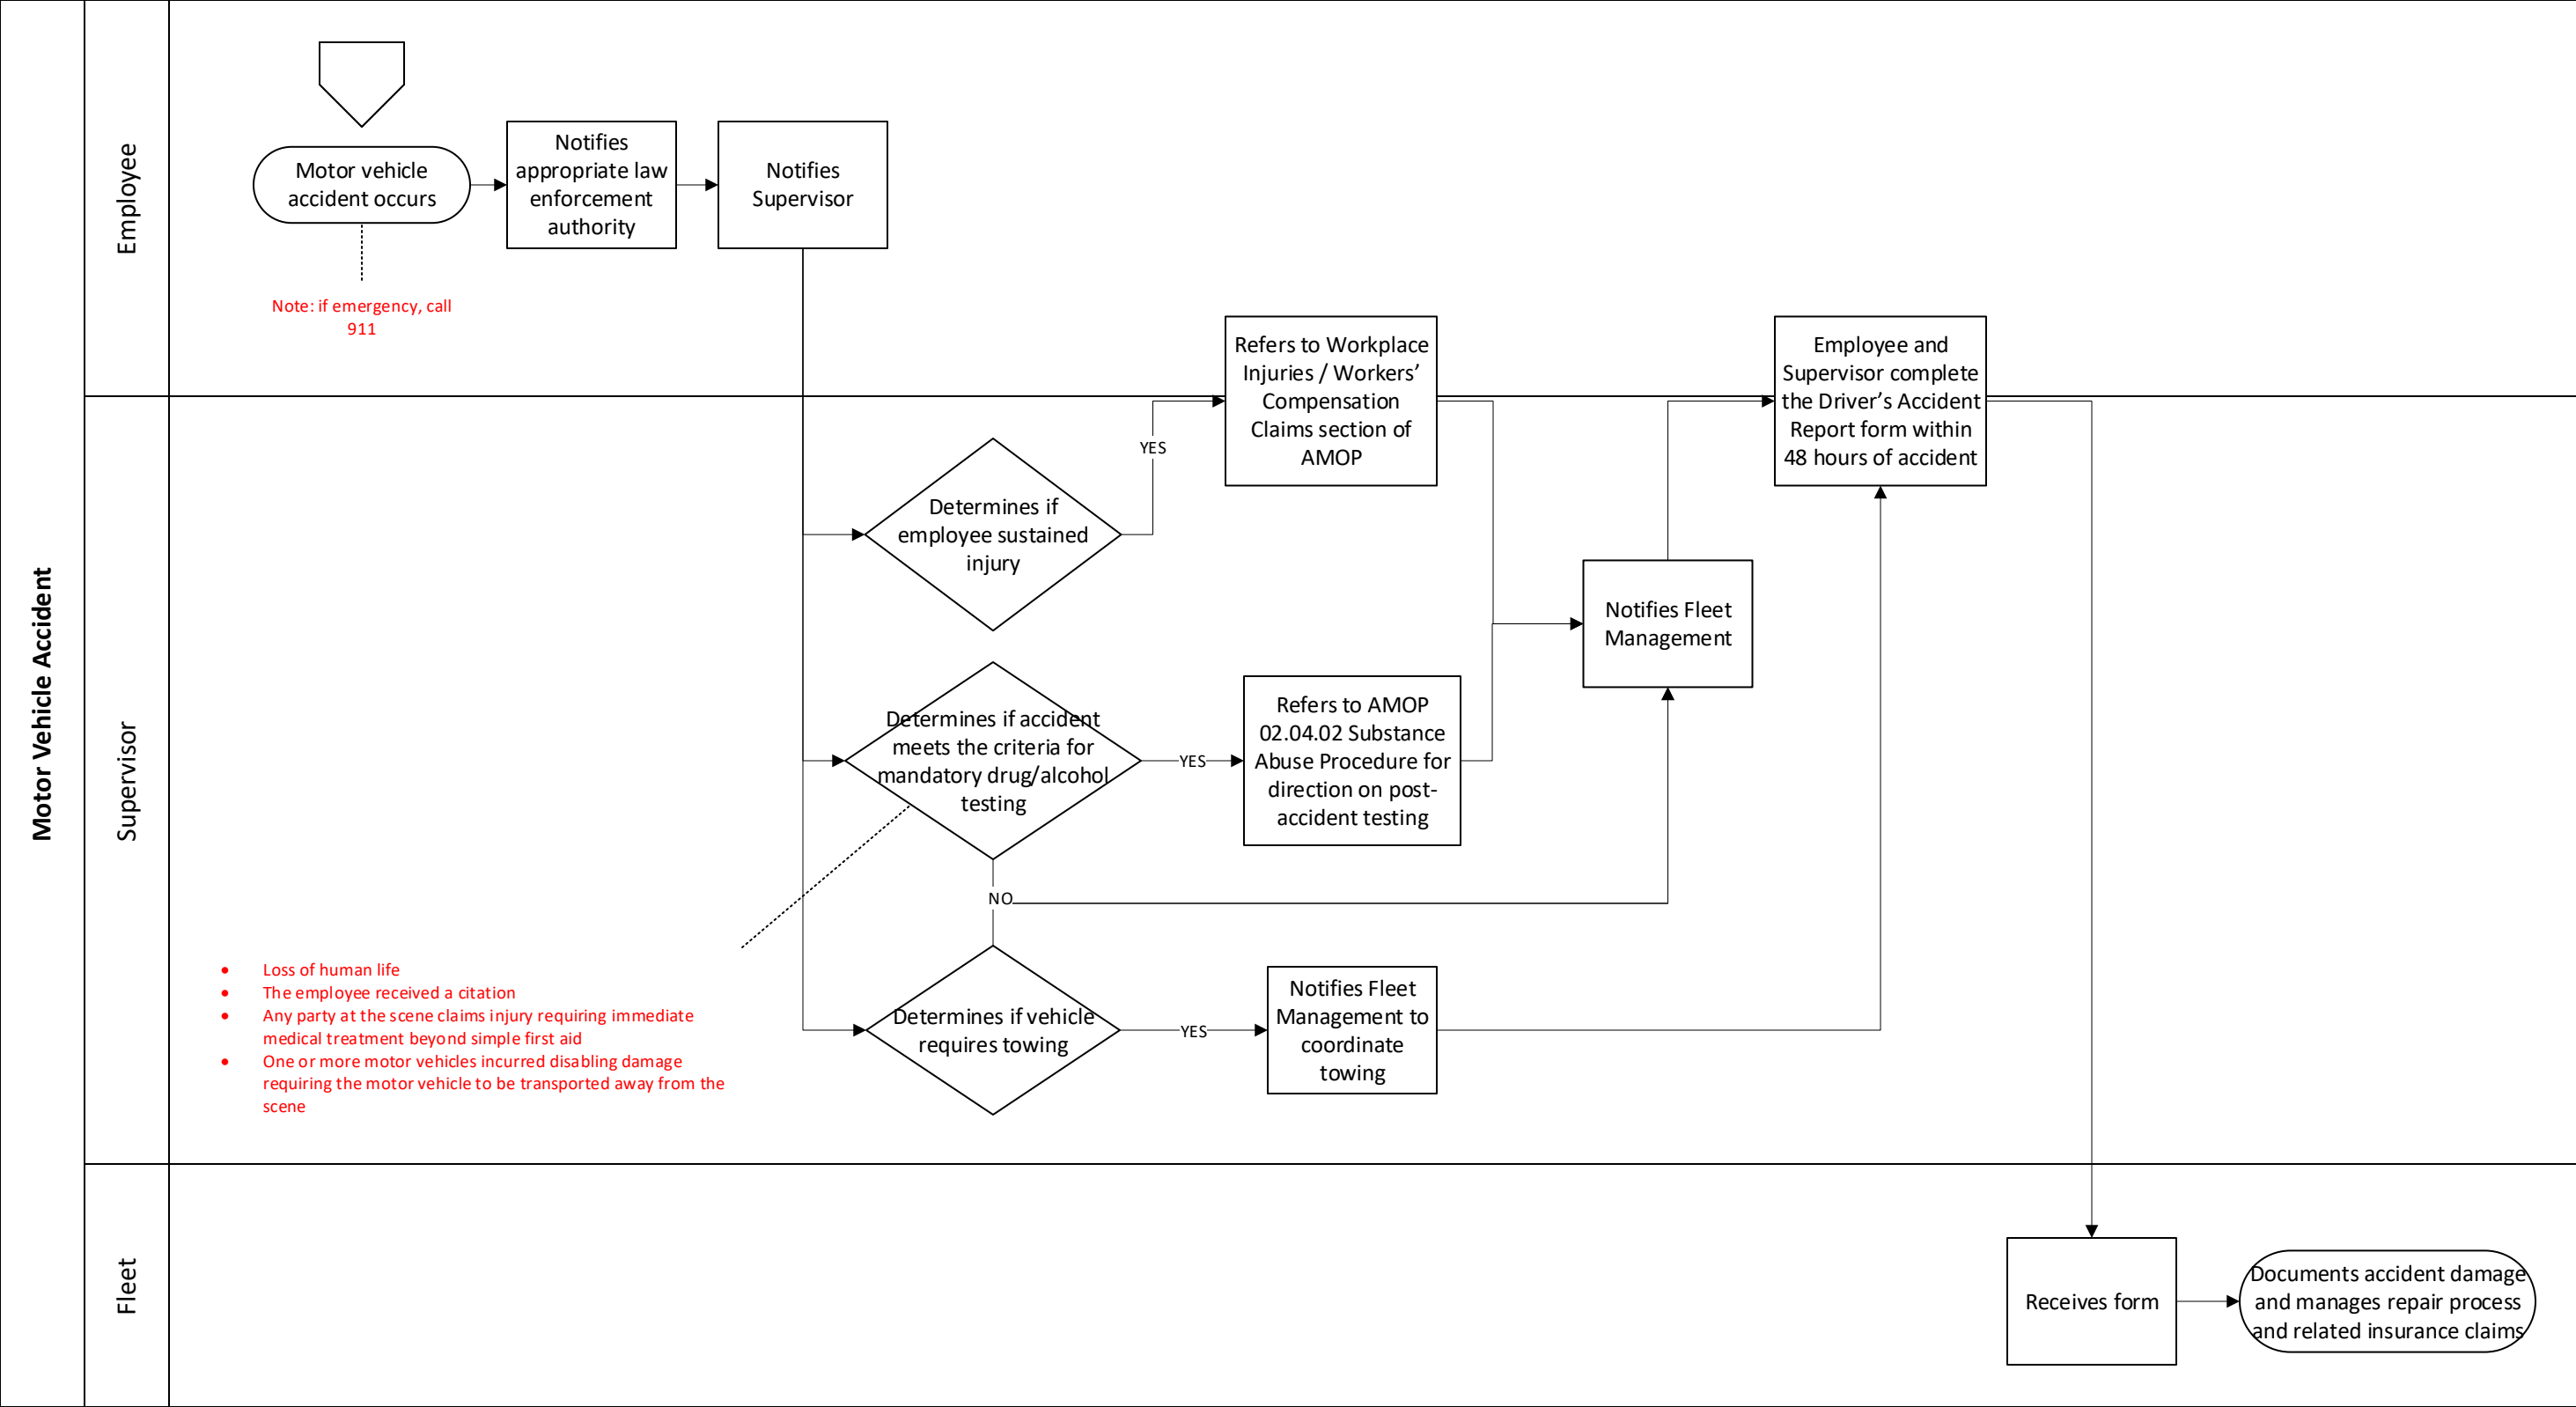 Motor Vehicle Accident
Employee
Motor vehicle
accident occurs
Notifies
appropriate law
enforcement
authority
Notifies
Supervisor
Note: if emergency, call
911
Refers to Workplace
Injuries / Workers’
Compensation
Claims section of
AMOP
Employee and
Supervisor complete
the Driver’s Accident
Report form within
48 hours of accident
Supervisor
Determines if
employee sustained
injury
YES
Notifies Fleet
Management
Determines if accident
meets the criteria for
mandatory drug/alcohol
testing
YES
Refers to AMOP
02.04.02 Substance
Abuse Procedure for
direction on post-
accident testing
NO
• Loss of human life
• The employee received a citation
• Any party at the scene claims injury requiring immediate
medical treatment beyond simple first aid
• One or more motor vehicles incurred disabling damage
requiring the motor vehicle to be transported away from the
scene
Determines if vehicle
requires towing
YES
Notifies Fleet
Management to
coordinate
towing
Fleet
Receives form
Documents accident damage
and manages repair process
and related insurance claims